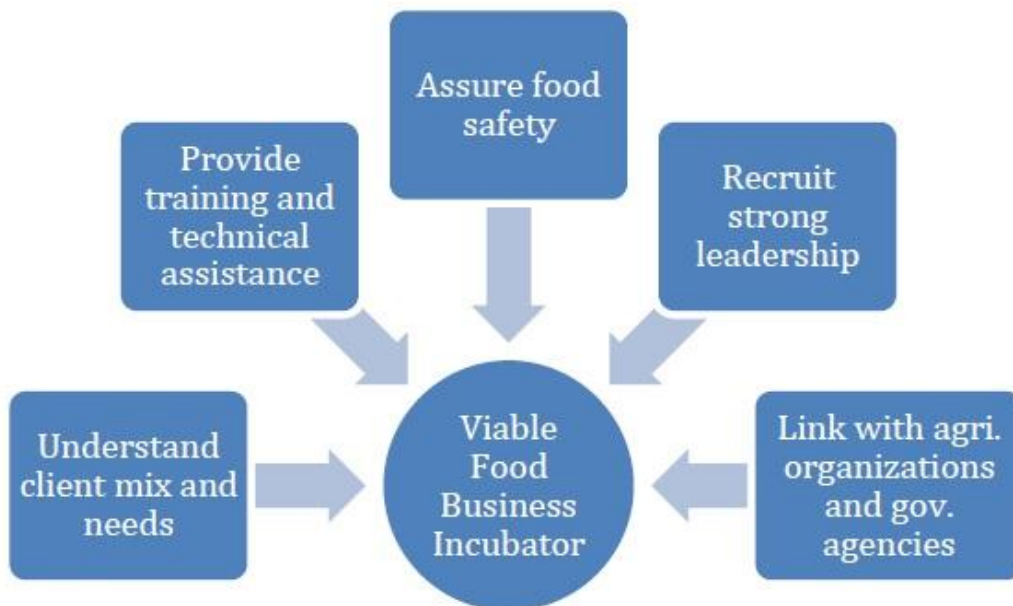 Assure food
safety
Provide
training and
technical
assistance
Recruit
strong
leadership
Understand
client mix and
needs
Viable
Food
Business
Incubator
Link with agri.
organizations
and gov.
agencies